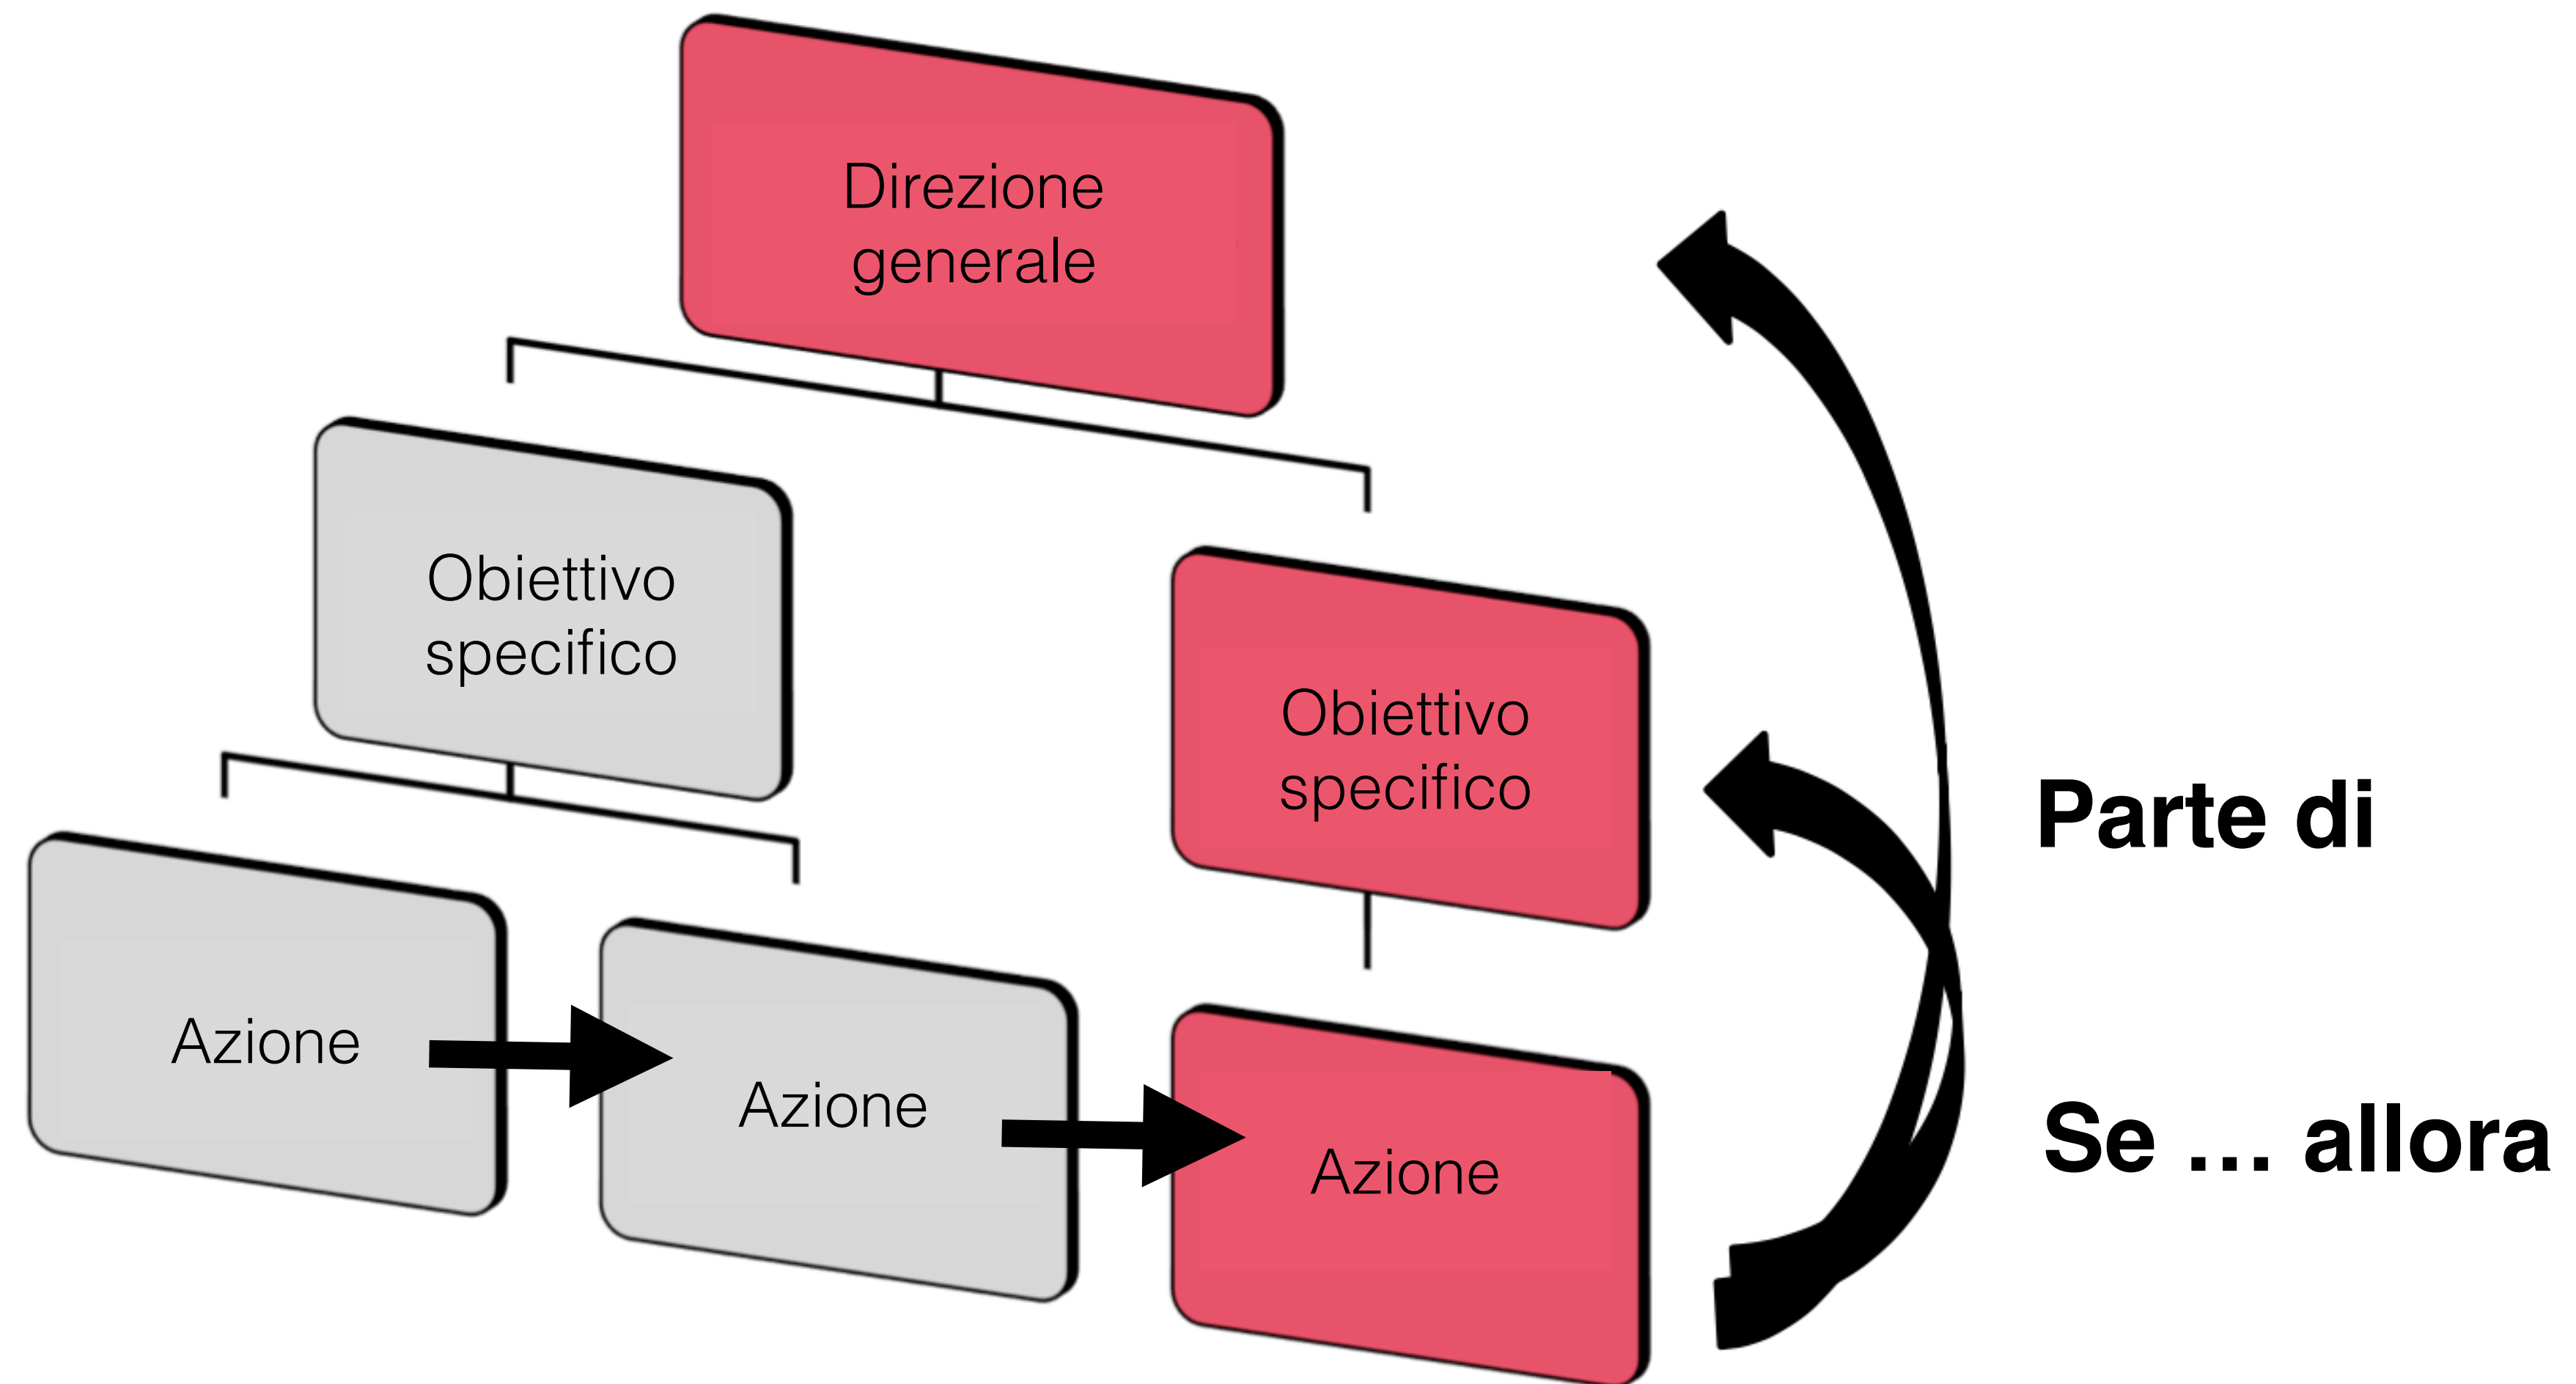 Direzione
generale
Obiettivo
specifico
Obiettivo
specifico
Parte di
Azione
Azione
Azione
Se … allora